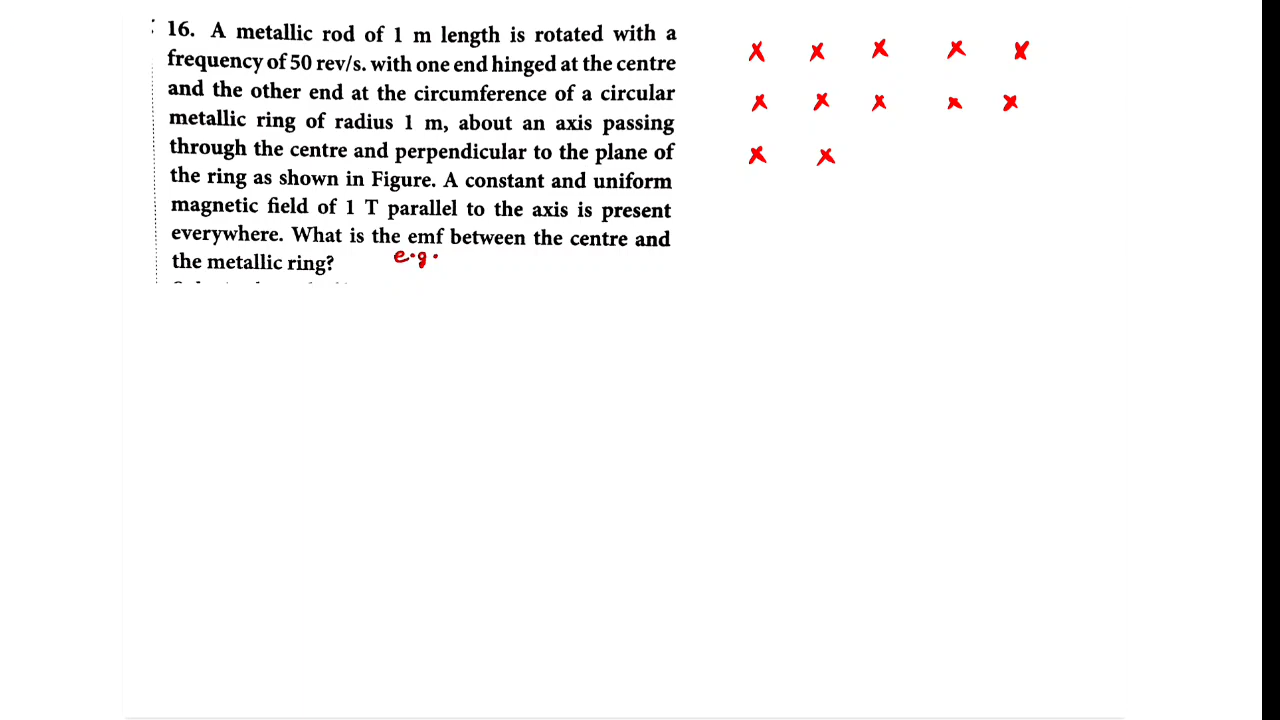 16. A metallic rod of 1 m length is rotated with a
frequency of 50 rev/s. with one end hinged at the centre
and the other end at the circumference of a circular
metallic ring of radius 1 m, about an axis passing
through the centre and perpendicular to the plane of
the ring as shown in Figure. A constant and uniform
magnetic field of 1 T parallel to the axis is present
everywhere. What is the emf between the centre and
the metallic ring?
e.g.
x x x x x
x x x x x
x x